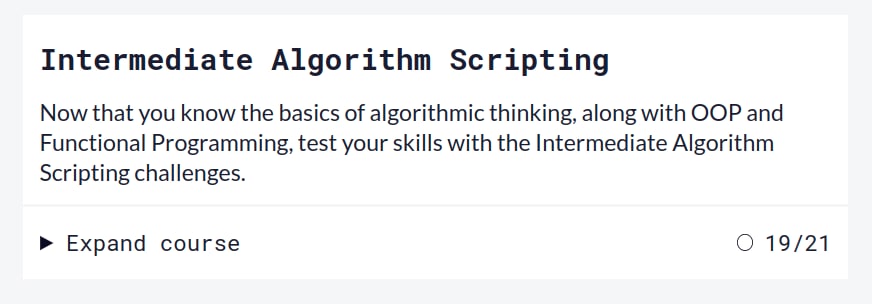 Intermediate Algorithm Scripting
Now that you know the basics of algorithmic thinking, along with OOP and
Functional Programming, test your skills with the Intermediate Algorithm
Scripting challenges.
Expand course
19/21